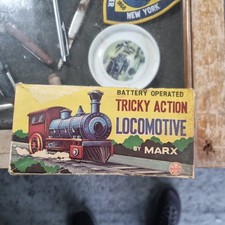 NEW YORK
BATTERY OPERATED
TRICKY ACTION
LOCOMOTIVE
BY MARX